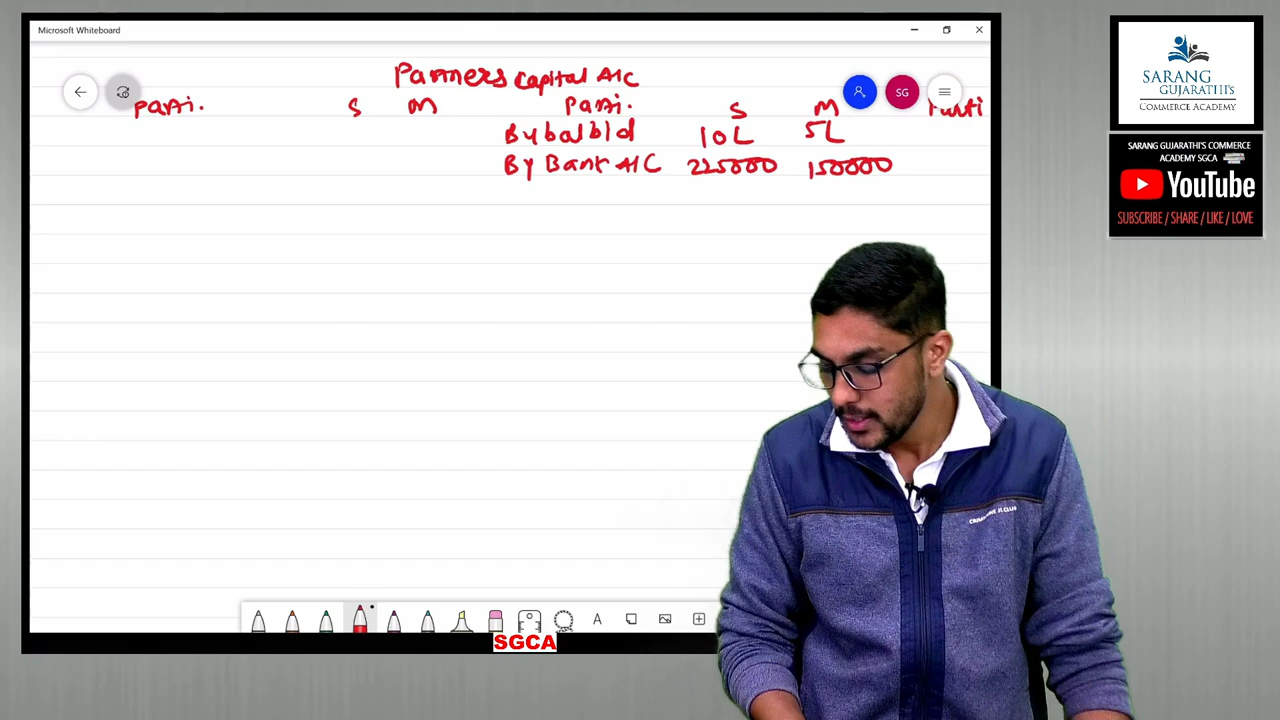 Microsoft Whiteboard
Partners Capital A/C
Parti. S M Parti. S M Parti
By bal b/d 10L 5L
By Bank A/C 225000 150000
SG
A
SGCA
SARANG
GUJARATHI'S
COMMERCE ACADEMY
SARANG GUJARATHI'S COMMERCE
ACADEMY SGCA
YouTube
SUBSCRIBE / SHARE / LIKE / LOVE